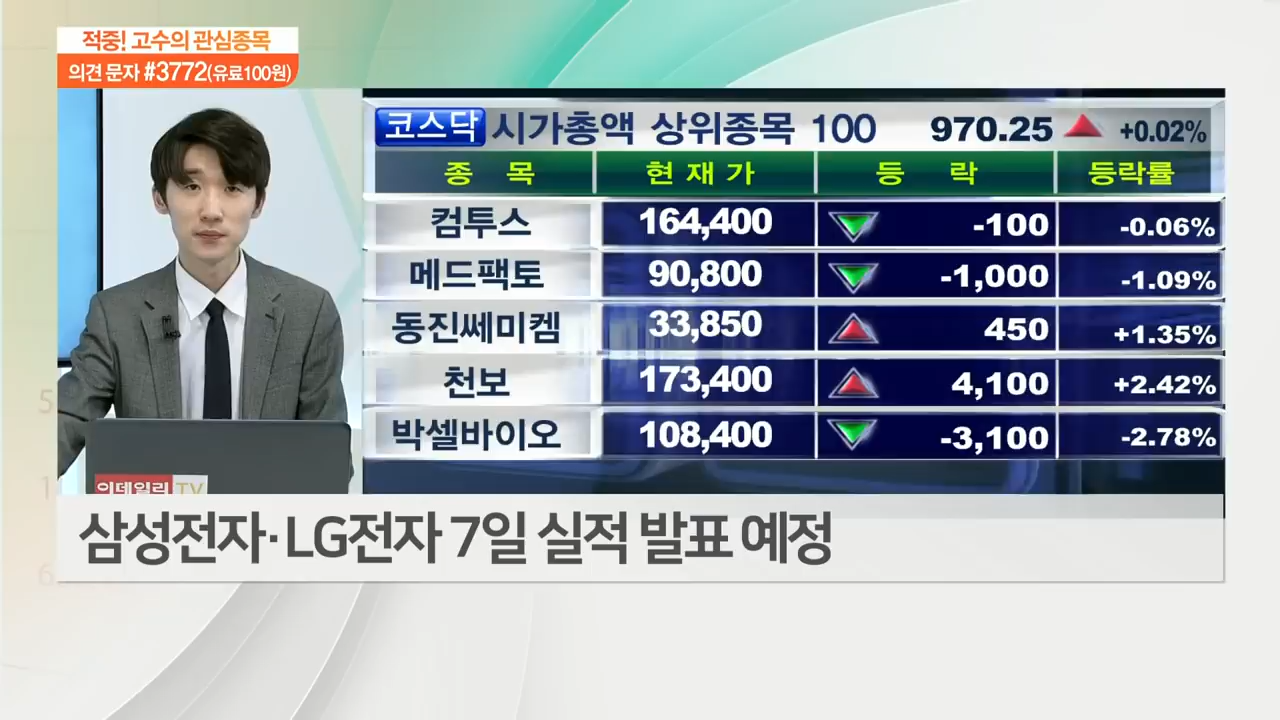 적중! 고수의 관심종목
의견 문자 #3772(유료100원)
코스닥 시가총액 상위종목 100 970.25 +0.02%
종목 현재가 등락 등락률
컴투스 164,400 -100 -0.06%
메드팩토 90,800 -1,000 -1.09%
동진쎄미켐 33,850 450 +1.35%
천보 173,400 4,100 +2.42%
박셀바이오 108,400 -3,100 -2.78%
이데일리 TV
삼성전자·LG전자 7일 실적 발표 예정